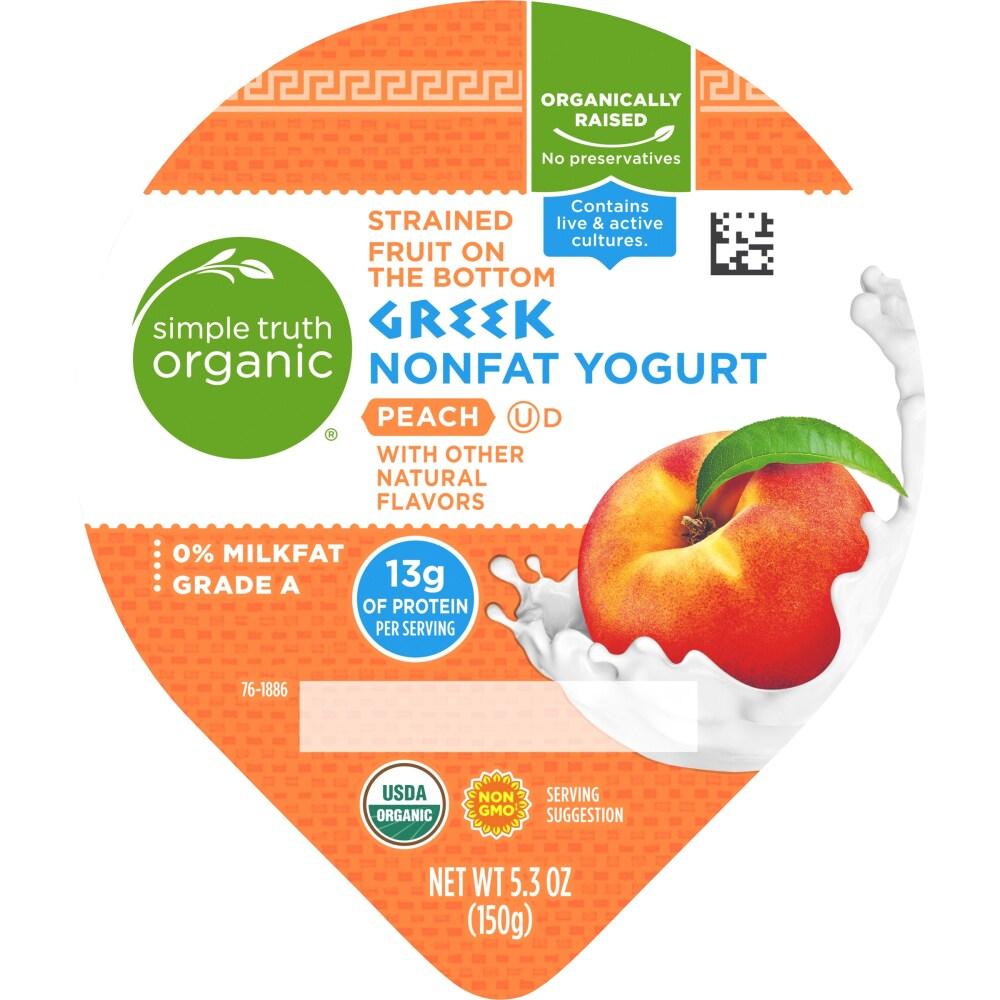 ORGANICALLY
RAISED
No preservatives
Contains
live & active
cultures.
STRAINED
FRUIT ON
THE BOTTOM
GREEK
NONFAT YOGURT
simple truth
organic
®
PEACH U D
WITH OTHER
NATURAL
FLAVORS
0% MILKFAT
GRADE A
13g
OF PROTEIN
PER SERVING
76-1886
USDA
ORGANIC
NON
GMO
SERVING
SUGGESTION
NET WT 5.3 OZ
(150g)